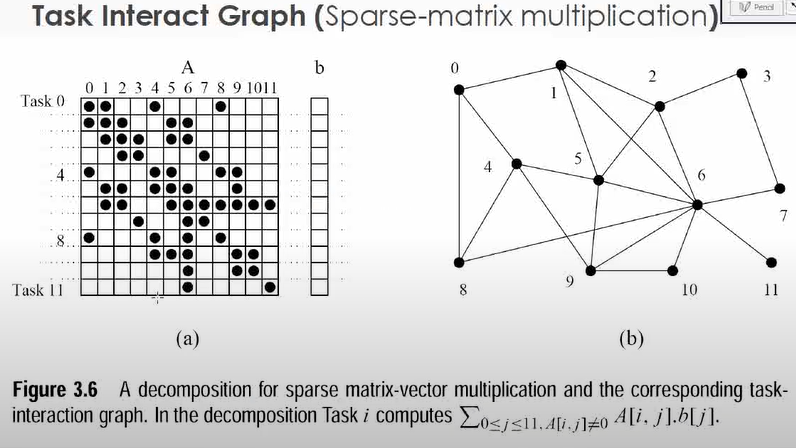 Task Interact Graph (Sparse-matrix multiplication)
Pencil
A b
0 1 2 3 4 5 6 7 8 9 10 11
Task 0
4
8
Task 11
(a)
0
1
2
3
4
5
6
7
8
9
10
11
(b)
Figure 3.6 A decomposition for sparse matrix-vector multiplication and the corresponding task-
interaction graph. In the decomposition Task i computes ∑0≤j≤11,A[i,j]≠0 A[i, j].b[j].